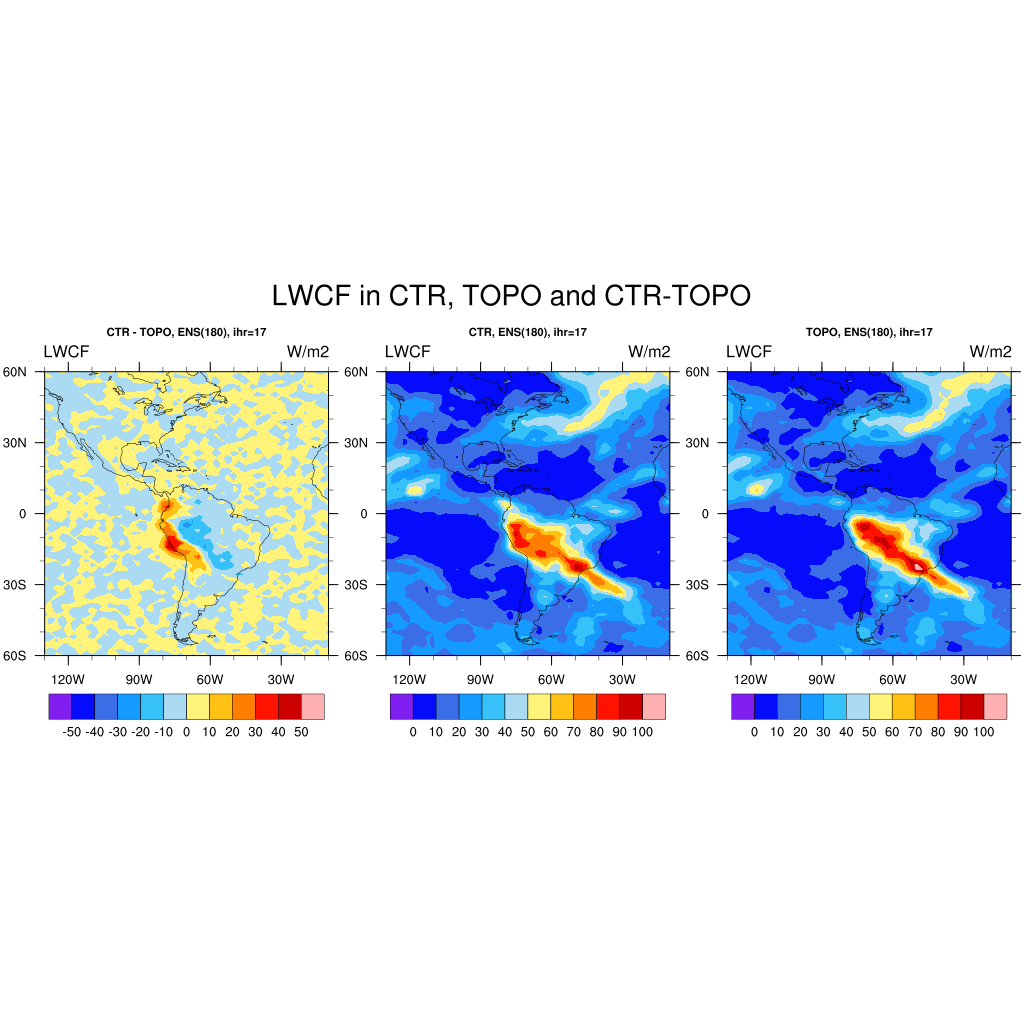 LWCF in CTR, TOPO and CTR-TOPO
CTR - TOPO, ENS(180), ihr=17
LWCF W/m2
60N
30N
0
30S
60S
120W 90W 60W 30W
-50 -40 -30 -20 -10 0 10 20 30 40 50
CTR, ENS(180), ihr=17
LWCF W/m2
60N
30N
0
30S
60S
120W 90W 60W 30W
0 10 20 30 40 50 60 70 80 90 100
TOPO, ENS(180), ihr=17
LWCF W/m2
60N
30N
0
30S
60S
120W 90W 60W 30W
0 10 20 30 40 50 60 70 80 90 100